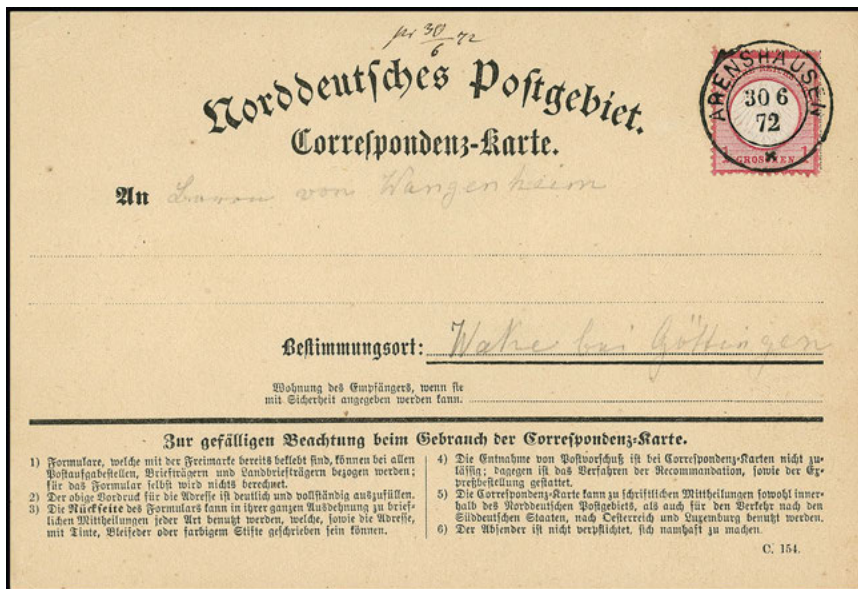 pr 30/6 72
Norddeutsches Postgebiet.
Correspondenz-Karte.
ARENSHAUSEN
30 6
72
1 GROSCHEN 1
An Baron von Wangenheim
Bestimmungsort: Wake bei Göttingen
Wohnung des Empfängers, wenn sie
mit Sicherheit angegeben werden kann.
Zur gefälligen Beachtung beim Gebrauch der Correspondenz-Karte.
1) Formulare, welche mit der Freimarke bereits beklebt sind, können bei allen
Postaufgabestellen, Briefträgern und Landbriefträgern bezogen werden;
für das Formular selbst wird nichts berechnet.
2) Der obige Vordruck für die Adresse ist deutlich und vollständig auszufüllen.
3) Die Rückseite des Formulars kann in ihrer ganzen Ausdehnung zu brief-
lichen Mittheilungen jeder Art benutzt werden, welche, sowie die Adresse,
mit Tinte, Bleifeder oder farbigem Stifte geschrieben sein können.
4) Die Entnahme von Postvorschuß ist bei Correspondenz-Karten nicht zu-
lässig; dagegen ist das Verfahren der Recommandation, sowie der Ex-
preßbestellung gestattet.
5) Die Correspondenz-Karte kann zu schriftlichen Mittheilungen sowohl inner-
halb des Norddeutschen Postgebiets, als auch für den Verkehr nach den
Süddeutschen Staaten, nach Oesterreich und Luxemburg benutzt werden.
6) Der Absender ist nicht verpflichtet, sich namhaft zu machen.
C. 154.